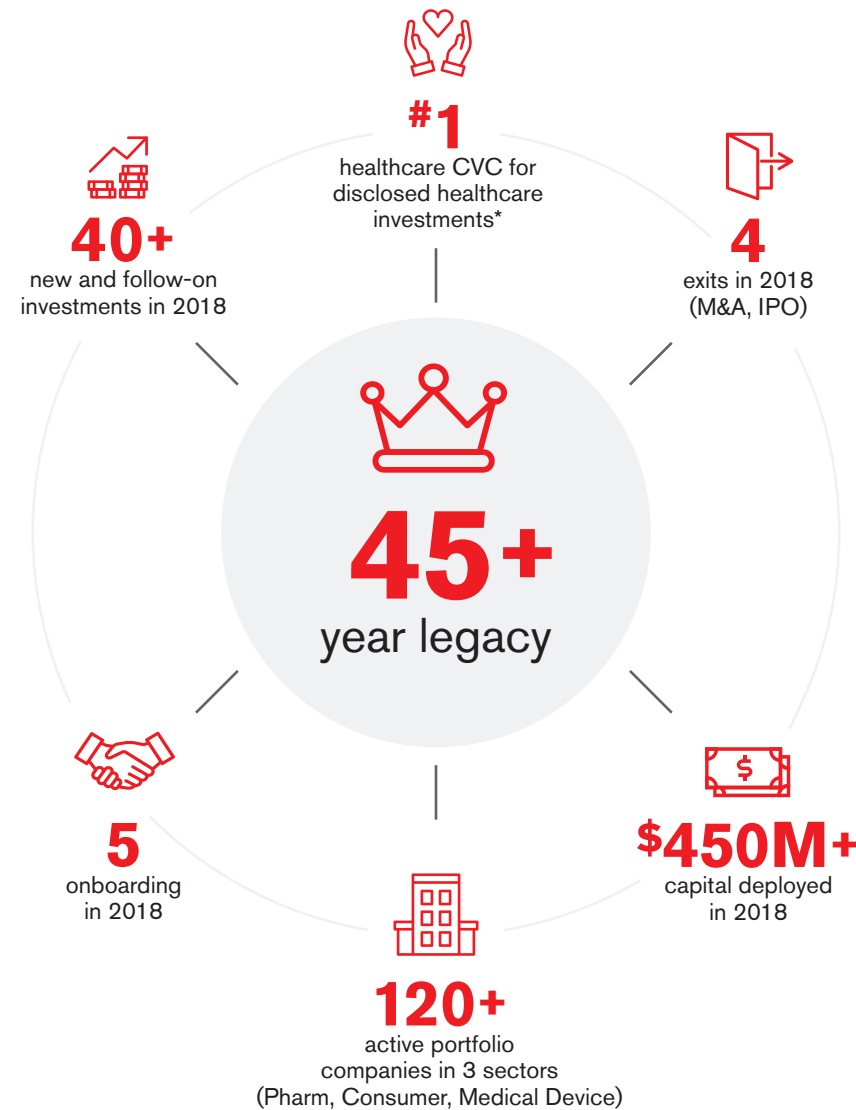 #1
healthcare CVC for
disclosed healthcare
investments*
4
exits in 2018
(M&A, IPO)
$450M+
capital deployed
in 2018
120+
active portfolio
companies in 3 sectors
(Pharm, Consumer, Medical Device)
5
onboarding
in 2018
40+
new and follow-on
investments in 2018
45+
year legacy
$